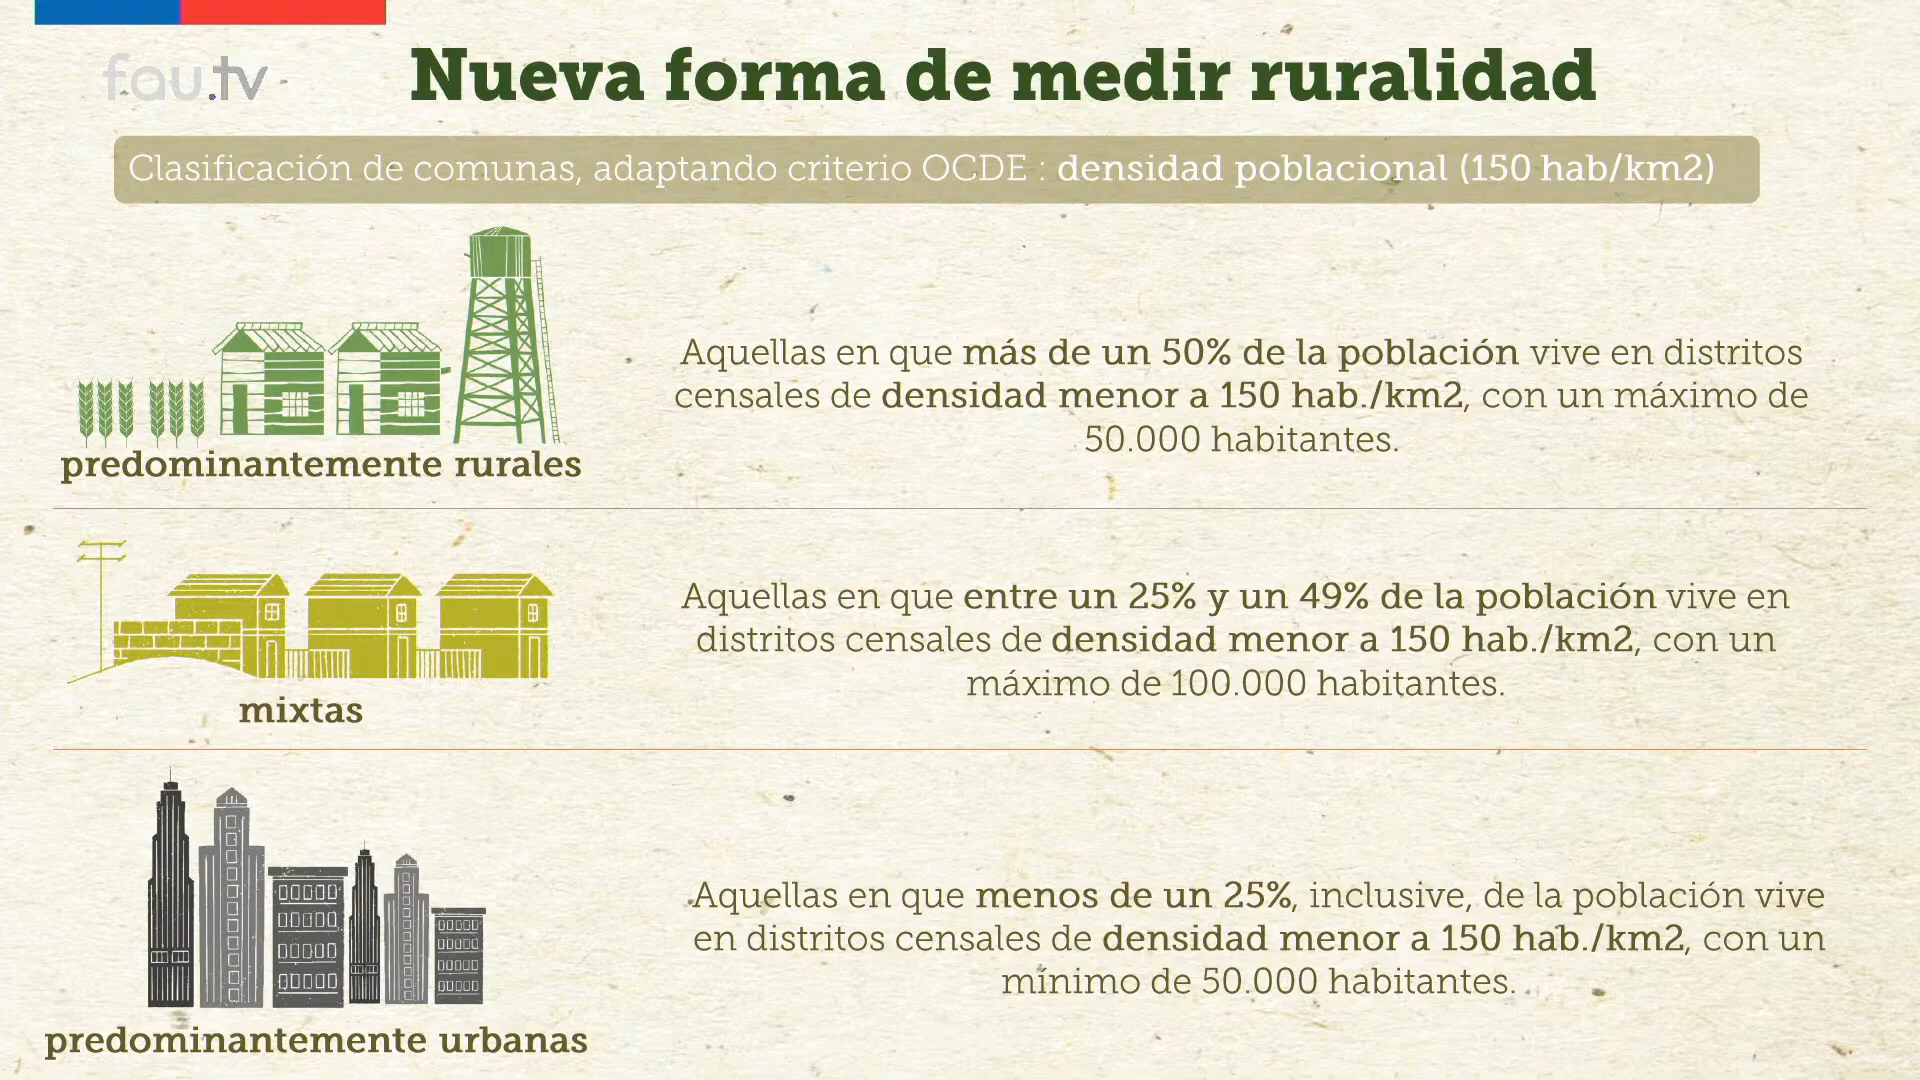 fau.tv
Nueva forma de medir ruralidad
Clasificación de comunas, adaptando criterio OCDE : densidad poblacional (150 hab/km2)
Aquellas en que más de un 50% de la población vive en distritos
censales de densidad menor a 150 hab./km2, con un máximo de
50.000 habitantes.
predominantemente rurales
Aquellas en que entre un 25% y un 49% de la población vive en
distritos censales de densidad menor a 150 hab./km2, con un
máximo de 100.000 habitantes.
mixtas
Aquellas en que menos de un 25%, inclusive, de la población vive
en distritos censales de densidad menor a 150 hab./km2, con un
mínimo de 50.000 habitantes.
predominantemente urbanas